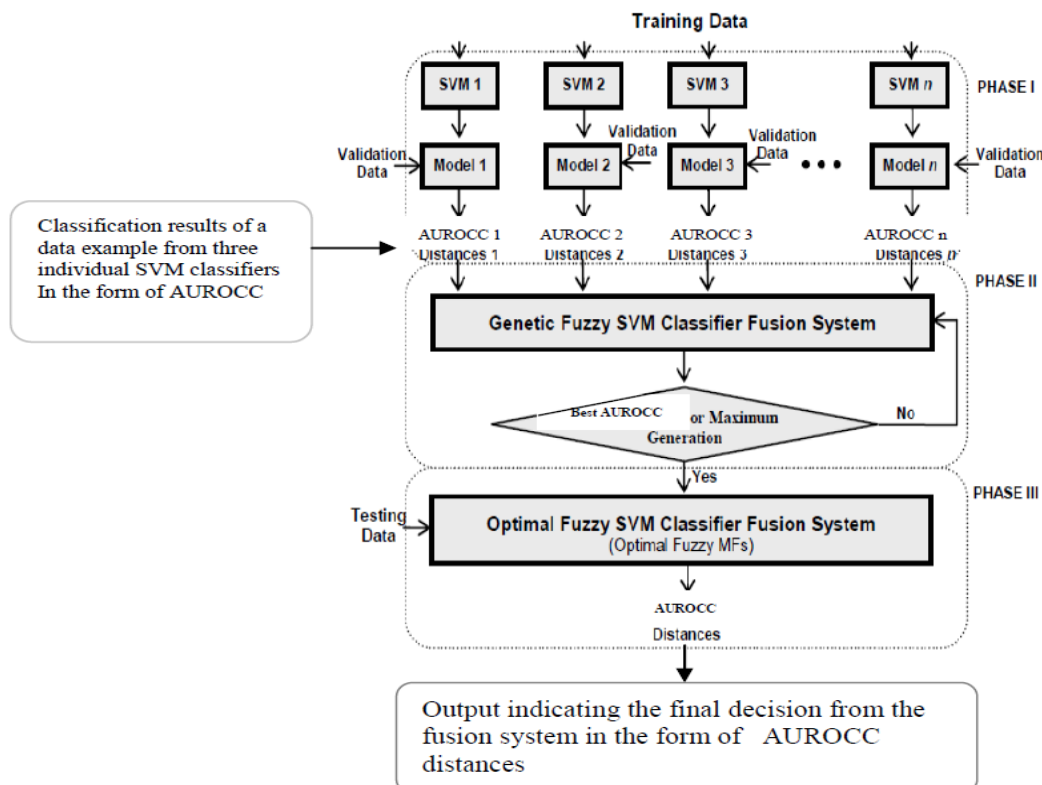 Training Data
SVM 1
SVM 2
SVM 3
SVM n
PHASE I
Validation
Data
Model 1
Model 2
Validation
Data
Model 3
Validation
Data
Model n
Validation
Data
Classification results of a
data example from three
individual SVM classifiers
In the form of AUROCC
AUROCC 1
Distances 1
AUROCC 2
Distances 2
AUROCC 3
Distances 3
AUROCC n
Distances n
PHASE II
Genetic Fuzzy SVM Classifier Fusion System
Best AUROCC or Maximum
Generation
No
Yes
PHASE III
Testing
Data
Optimal Fuzzy SVM Classifier Fusion System
(Optimal Fuzzy MFs)
AUROCC
Distances
Output indicating the final decision from the
fusion system in the form of AUROCC
distances